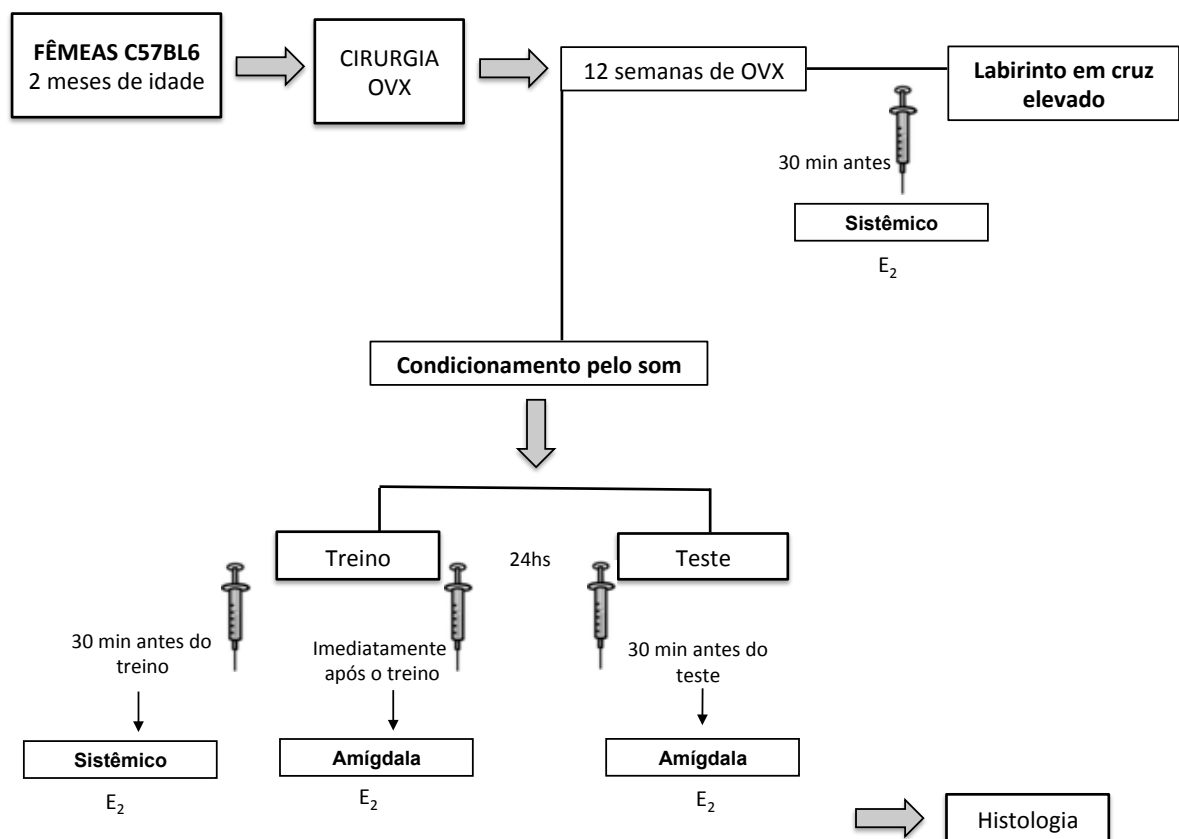 FÊMEAS C57BL6
2 meses de idade
CIRURGIA
OVX
12 semanas de OVX
Labirinto em cruz
elevado
30 min antes
Sistêmico
E₂
Condicionamento pelo som
Treino
24hs
Teste
30 min antes do
treino
Imediatamente
após o treino
30 min antes do
teste
Sistêmico
Amígdala
Amígdala
E₂
E₂
E₂
Histologia